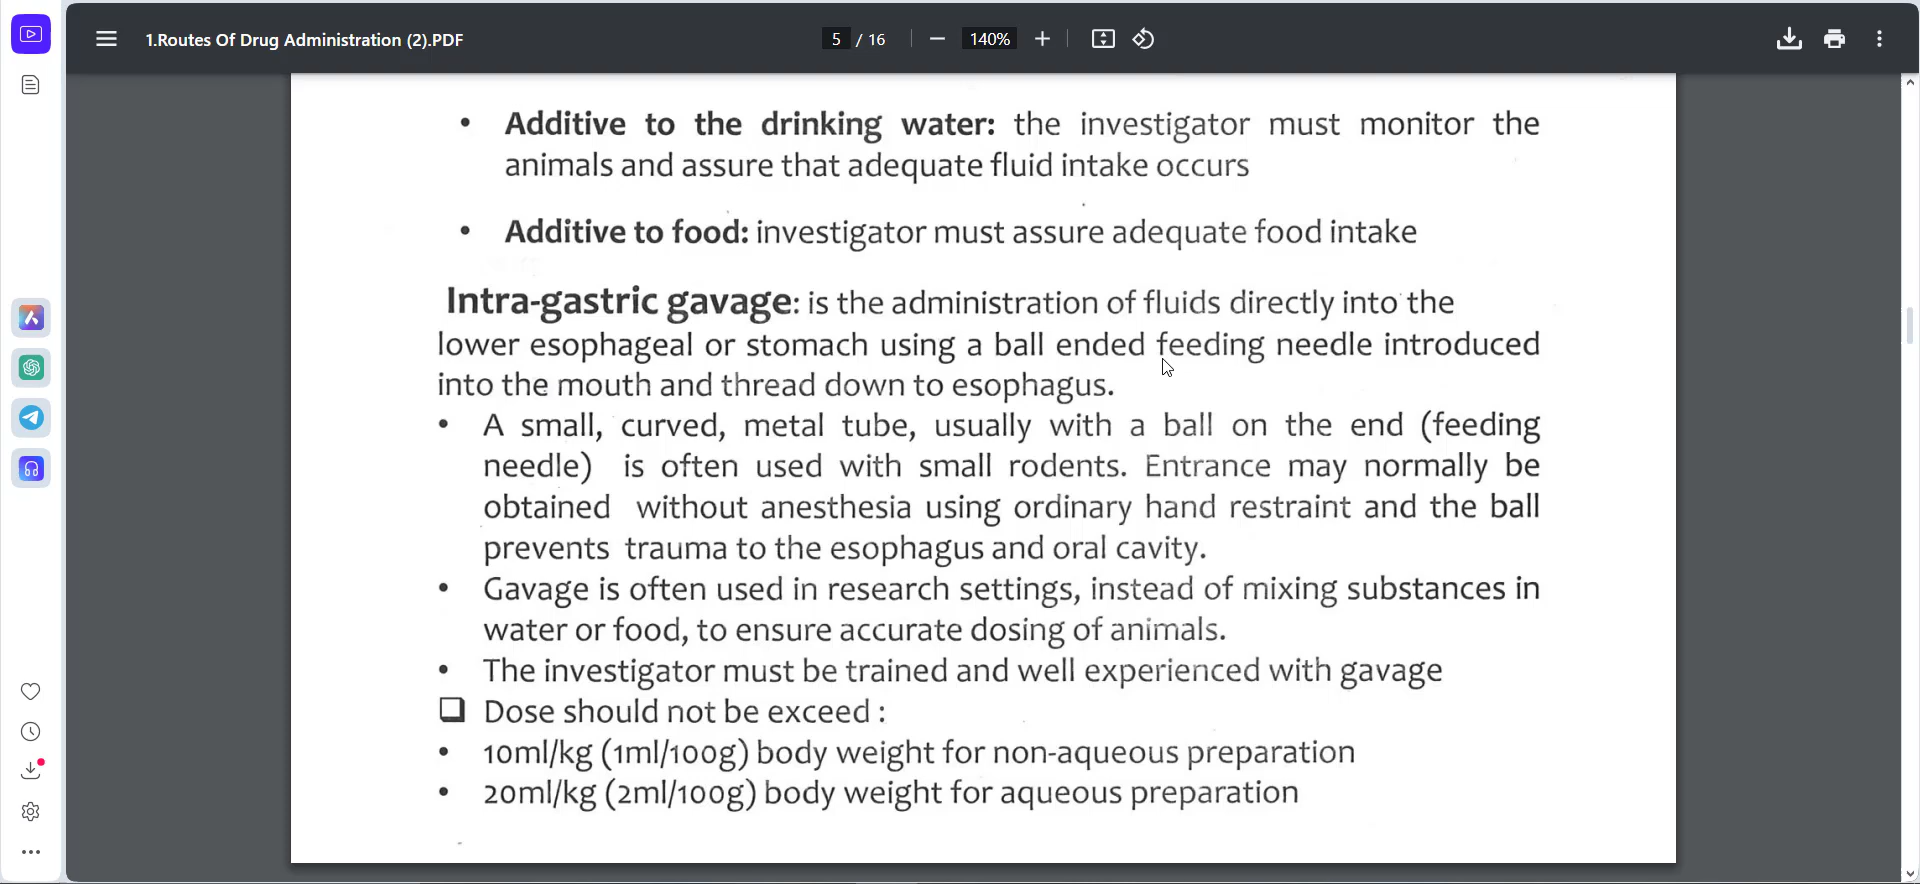 1.Routes Of Drug Administration (2).PDF
5 / 16
140%
• Additive to the drinking water: the investigator must monitor the
animals and assure that adequate fluid intake occurs
• Additive to food: investigator must assure adequate food intake
Intra-gastric gavage: is the administration of fluids directly into the
lower esophageal or stomach using a ball ended feeding needle introduced
into the mouth and thread down to esophagus.
• A small, curved, metal tube, usually with a ball on the end (feeding
needle) is often used with small rodents. Entrance may normally be
obtained without anesthesia using ordinary hand restraint and the ball
prevents trauma to the esophagus and oral cavity.
• Gavage is often used in research settings, instead of mixing substances in
water or food, to ensure accurate dosing of animals.
• The investigator must be trained and well experienced with gavage
❑ Dose should not be exceed :
• 10ml/kg (1ml/100g) body weight for non-aqueous preparation
• 20ml/kg (2ml/100g) body weight for aqueous preparation